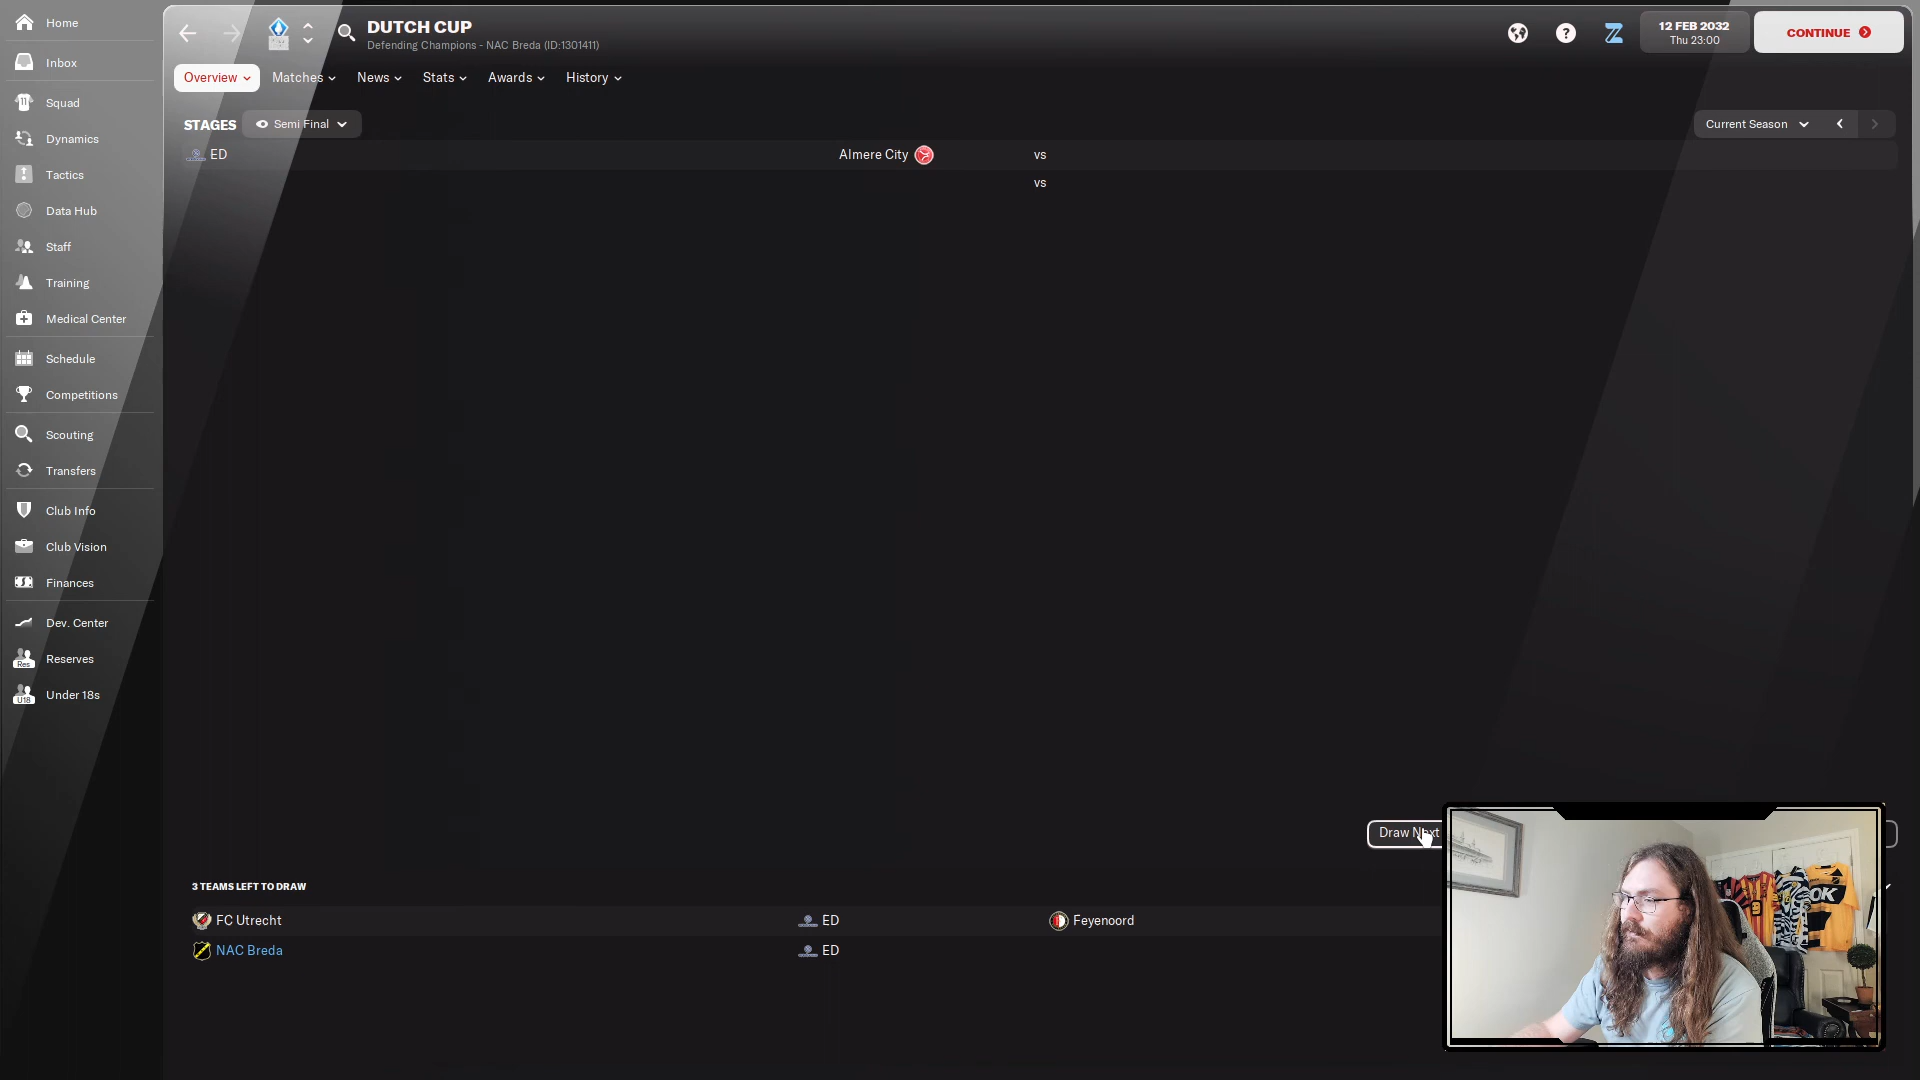 Home
Inbox
Squad
Dynamics
Tactics
Data Hub
Staff
Training
Medical Center
Schedule
Competitions
Scouting
Transfers
Club Info
Club Vision
Finances
Dev. Center
Res
Reserves
U18
Under 18s
DUTCH CUP
Defending Champions - NAC Breda (ID:1301411)
12 FEB 2032
Thu 23:00
CONTINUE
Overview
Matches
News
Stats
Awards
History
STAGES
Semi Final
Current Season
ED
Almere City
vs
vs
Draw Next
3 TEAMS LEFT TO DRAW
FC Utrecht
ED
Feyenoord
NAC Breda
ED
OK